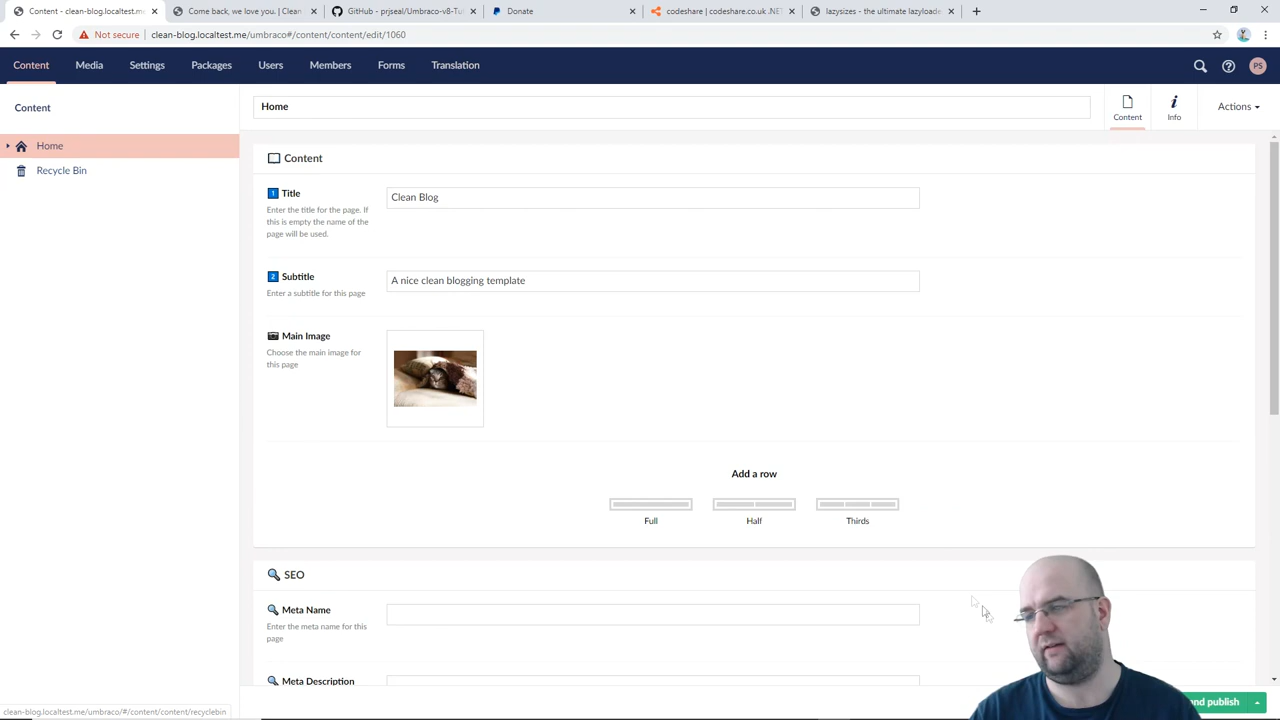 Content - clean-blog.localtest.m
Come back, we love you. | Clean
GitHub - prjseal/Umbraco-v8-Tu
Donate
codeshare | codeshare.co.uk .NET
lazysizes - the ultimate lazyloade
Not secure
clean-blog.localtest.me/umbraco#/content/content/edit/1060
Content
Media
Settings
Packages
Users
Members
Forms
Translation
PS
Content
Home
Content
Info
Actions
Home
Recycle Bin
Content
1 Title
Clean Blog
Enter the title for the page. If
this is empty the name of the
page will be used.
2 Subtitle
A nice clean blogging template
Enter a subtitle for this page
Main Image
Choose the main image for
this page
Add a row
Full
Half
Thirds
SEO
Meta Name
Enter the meta name for this
page
Meta Description
and publish
clean-blog.localtest.me/umbraco/#/content/content/recyclebin